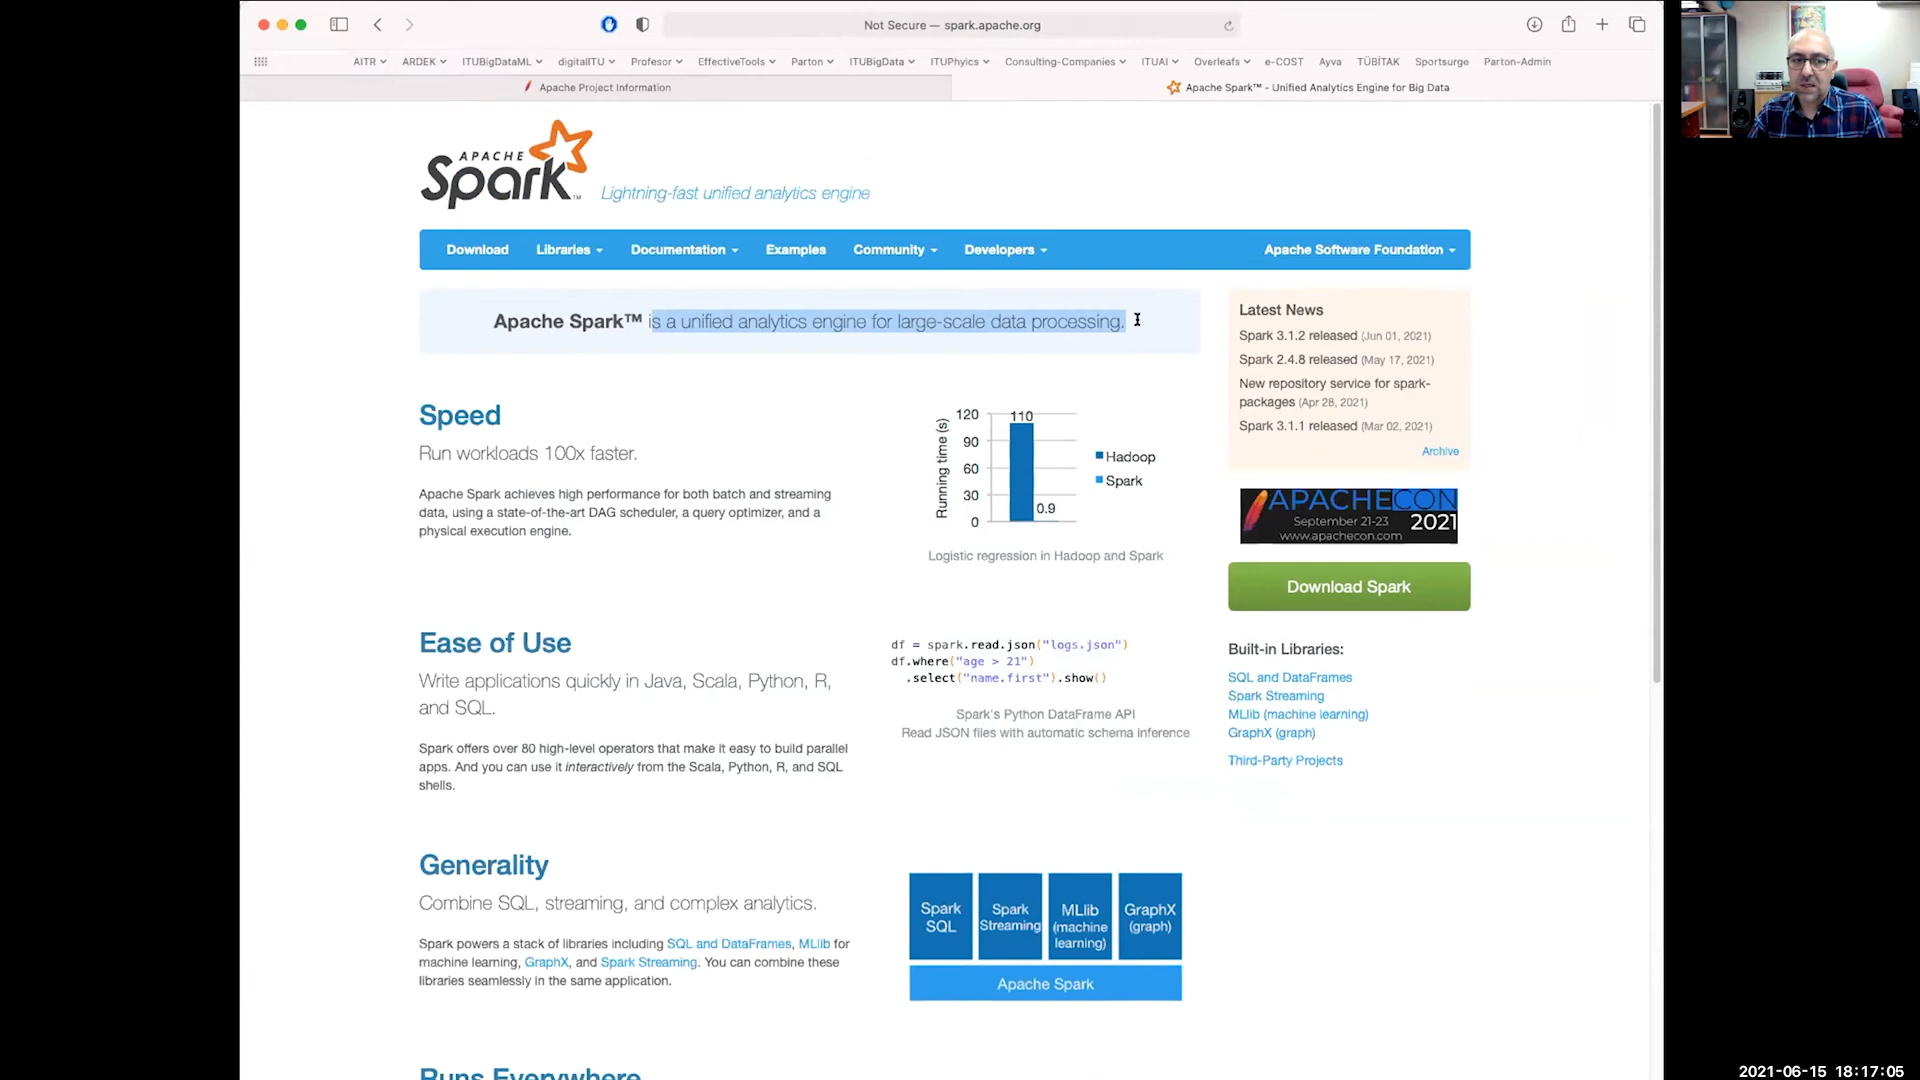 Not Secure — spark.apache.org
AITR ARDEK ITUBigDataML digitalITU Profesor EffectiveTools Parton ITUBigData ITUPhyics Consulting-Companies ITUAI Overleafs e-COST Ayva TÜBİTAK Sportsurge Parton-Admin
Apache Project Information
Apache Spark™ - Unified Analytics Engine for Big Data
APACHE
Spark™
Lightning-fast unified analytics engine
Download Libraries Documentation Examples Community Developers Apache Software Foundation
Apache Spark™ is a unified analytics engine for large-scale data processing.
Latest News
Spark 3.1.2 released (Jun 01, 2021)
Spark 2.4.8 released (May 17, 2021)
New repository service for spark-
packages (Apr 28, 2021)
Spark 3.1.1 released (Mar 02, 2021)
Archive
Speed
Run workloads 100x faster.
Apache Spark achieves high performance for both batch and streaming
data, using a state-of-the-art DAG scheduler, a query optimizer, and a
physical execution engine.
Running time (s)
120
90
60
30
0
110
0.9
Hadoop
Spark
Logistic regression in Hadoop and Spark
APACHECON
September 21-23 2021
www.apachecon.com
Download Spark
Ease of Use
Write applications quickly in Java, Scala, Python, R,
and SQL.
Spark offers over 80 high-level operators that make it easy to build parallel
apps. And you can use it interactively from the Scala, Python, R, and SQL
shells.
df = spark.read.json("logs.json")
df.where("age > 21")
.select("name.first").show()
Spark's Python DataFrame API
Read JSON files with automatic schema inference
Built-in Libraries:
SQL and DataFrames
Spark Streaming
MLlib (machine learning)
GraphX (graph)
Third-Party Projects
Generality
Combine SQL, streaming, and complex analytics.
Spark powers a stack of libraries including SQL and DataFrames, MLlib for
machine learning, GraphX, and Spark Streaming. You can combine these
libraries seamlessly in the same application.
Spark
SQL
Spark
Streaming
MLlib
(machine
learning)
GraphX
(graph)
Apache Spark
Runs Everywhere
2021-06-15 18:17:05